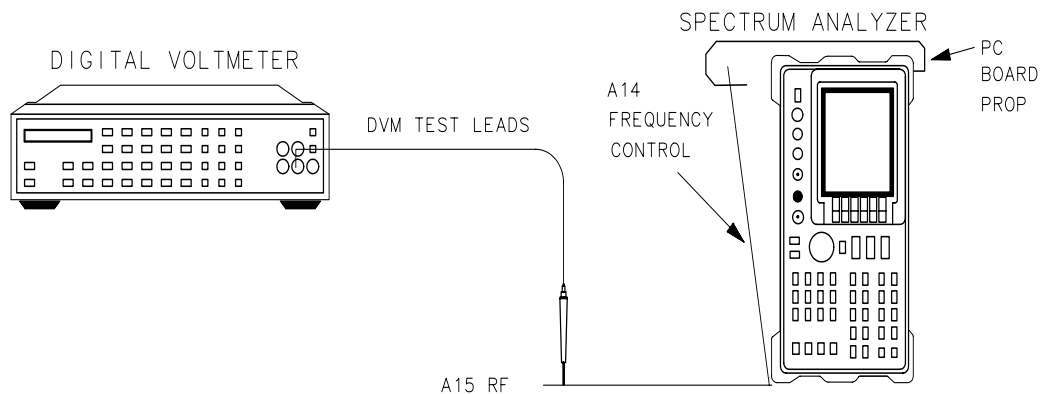 SPECTRUM ANALYZER
DIGITAL VOLTMETER
PC
BOARD
PROP
A14
FREQUENCY
CONTROL
DVM TEST LEADS
A15 RF